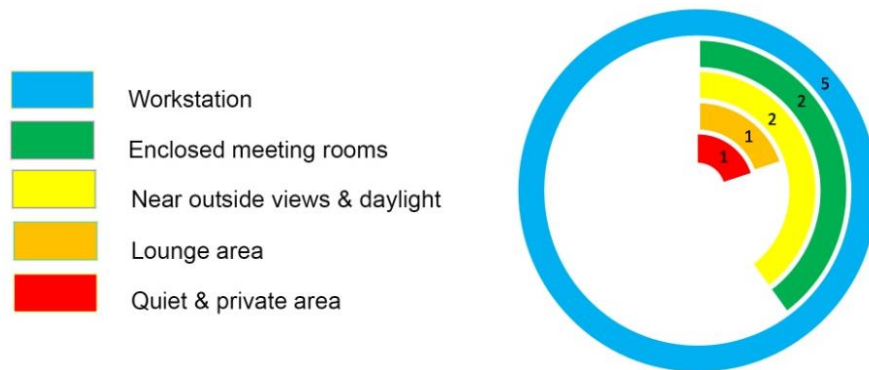 Workstation
Enclosed meeting rooms
Near outside views & daylight
Lounge area
Quiet & private area
5
2
2
1
1